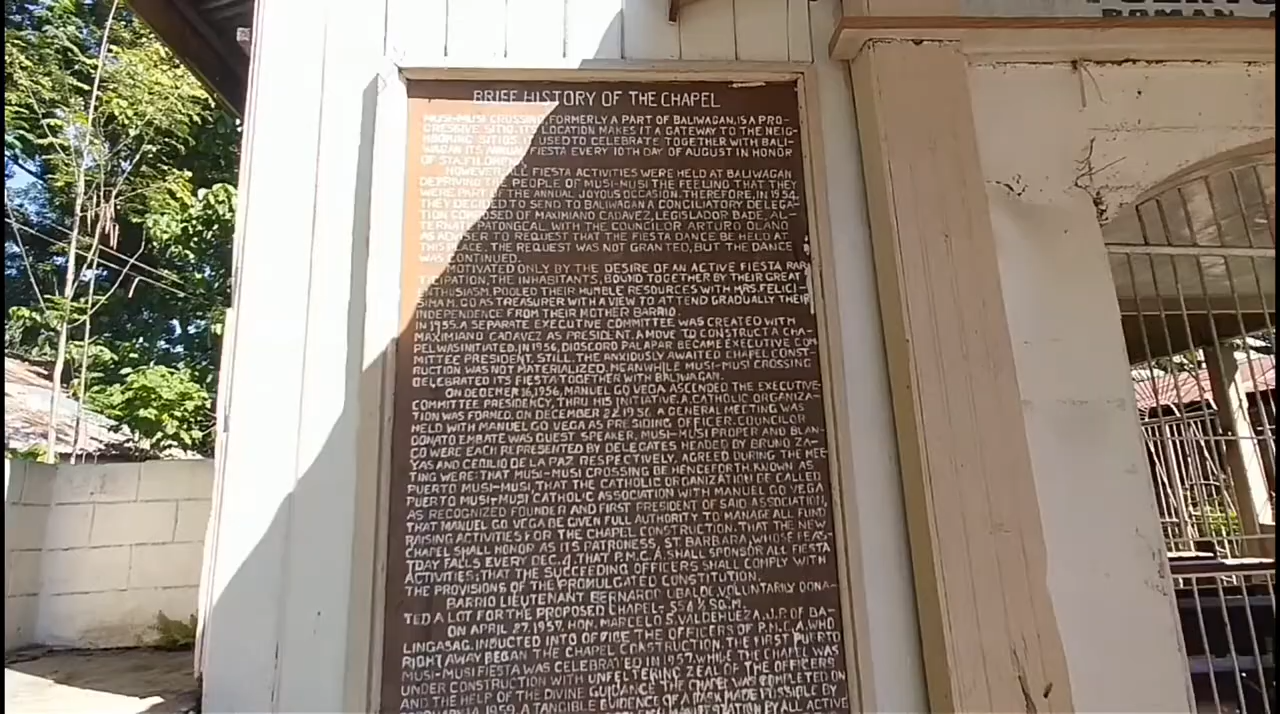 ROMAN
BRIEF HISTORY OF THE CHAPEL
MUSI-MUSI CROSSING, FORMERLY A PART OF BALIWAGAN, IS A PRO-
GRESSIVE SITIO. ITS LOCATION MAKES IT A GATEWAY TO THE NEIG-
HBORING SITIOS. IT USED TO CELEBRATE TOGETHER WITH BALI-
WAGAN ITS ANNUAL FIESTA EVERY 10TH DAY OF AUGUST IN HONOR
OF STA. FILOMENA.
HOWEVER, ALL FIESTA ACTIVITIES WERE HELD AT BALIWAGAN
DEPRIVING THE PEOPLE OF MUSI-MUSI THE FEELING THAT THEY
WERE PART OF THE ANNUAL JOYOUS OCCASION. THEREFORE, IN 1954,
THEY DECIDED TO SEND TO BALIWAGAN A CONCILIATORY DELEGA-
TION COMPOSED OF MAXIMIANO CADAVEZ, LEGISLADOR BADE, AL-
TERNATE PATONGCAL WITH THE COUNCILOR ARTURO OLANO
AS ADVISER TO REQUEST THAT THE FIESTA DANCE BE HELD AT
THIS PLACE. THE REQUEST WAS NOT GRANTED, BUT THE DANCE
WAS CONTINUED.
MOTIVATED ONLY BY THE DESIRE OF AN ACTIVE FIESTA PAR-
TICIPATION, THE INHABITANTS, BOUND TOGETHER BY THEIR GREAT
ENTHUSIASM, POOLED THEIR HUMBLE RESOURCES WITH MRS. FELICI-
SIMA M. GO AS TREASURER WITH A VIEW TO ATTEND GRADUALLY THEIR
INDEPENDENCE FROM THEIR MOTHER BARRIO.
IN 1955. A SEPARATE EXECUTIVE COMMITTEE WAS CREATED WITH
MAXIMIANO CADAVEZ AS PRESIDENT. A MOVE TO CONSTRUCT A CHA-
PEL WAS INITIATED. IN 1956, DIOSCORO PALAPAR BECAME EXECUTIVE COM-
MITTEE PRESIDENT. STILL, THE ANXIOUSLY AWAITED CHAPEL CONST-
RUCTION WAS NOT MATERIALIZED. MEANWHILE MUSI-MUSI CROSSING
CELEBRATED ITS FIESTA TOGETHER WITH BALIWAGAN.
ON DECEMER 16, 1956, MANUEL GO VEGA ASCENDED THE EXECUTIVE
COMMITTEE PRESIDENCY. THRU HIS INITIATIVE, A CATHOLIC ORGANIZA-
TION WAS FORMED. ON DECEMBER 22, 1956, A GENERAL MEETING WAS
HELD WITH MANUEL GO VEGA AS PRESIDING OFFICER. COUNCILOR
DONATO EMBATE WAS GUEST SPEAKER. MUSI-MUSI PROPER AND BLAN-
CO WERE EACH REPRESENTED BY DELEGATES HEADED BY BRUNO ZA-
YAS AND CECILIO DE LA PAZ RESPECTIVELY, AGREED DURING THE MEE-
TING WERE: THAT MUSI-MUSI CROSSING BE HENCEFORTH KNOWN AS
PUERTO MUSI-MUSI, THAT THE CATHOLIC ORGANIZATION BE CALLED
PUERTO MUSI-MUSI CATHOLIC ASSOCIATION WITH MANUEL GO VEGA
AS RECOGNIZED FOUNDER AND FIRST PRESIDENT OF SAID ASSOCIATION,
THAT MANUEL GO VEGA BE GIVEN FULL AUTHORITY TO MANAGE ALL FUND
RAISING ACTIVITIES FOR THE CHAPEL CONSTRUCTION. THAT THE NEW
CHAPEL SHALL HONOR AS ITS PATRONESS, ST. BARBARA, WHOSE FEAS-
TDAY FALLS EVERY DEC. 4. THAT P.M.C.A. SHALL SPONSOR ALL FIESTA
ACTIVITIES; THAT THE SUCCEEDING OFFICERS SHALL COMPLY WITH
THE PROVISIONS OF THE PROMULGATED CONSTITUTION.
BARRIO LIEUTENANT BERNARDO UBALDE, VOLUNTARILY DONA-
TED A LOT FOR THE PROPOSED CHAPEL- 554 1/2 SQ.M.
ON APRIL 27, 1957, HON. MARCELO S. VALDEHUEZA, J.P. OF BA-
LINGASAG, INDUCTED INTO OFFICE THE OFFICERS OF P.M.C.A. WHO
RIGHT AWAY BEGAN THE CHAPEL CONSTRUCTION. THE FIRST PUERTO
MUSI-MUSI FIESTA WAS CELEBRATED IN 1957. WHILE THE CHAPEL WAS
UNDER CONSTRUCTION WITH UNFELTERING ZEAL OF THE OFFICERS
AND THE HELP OF THE DIVINE GUIDANCE THE CHAPEL WAS COMPLETED ON
1959. A TANGIBLE EVIDENCE OF A TASK MADE POSSIBLE BY
ALL ACTIVE